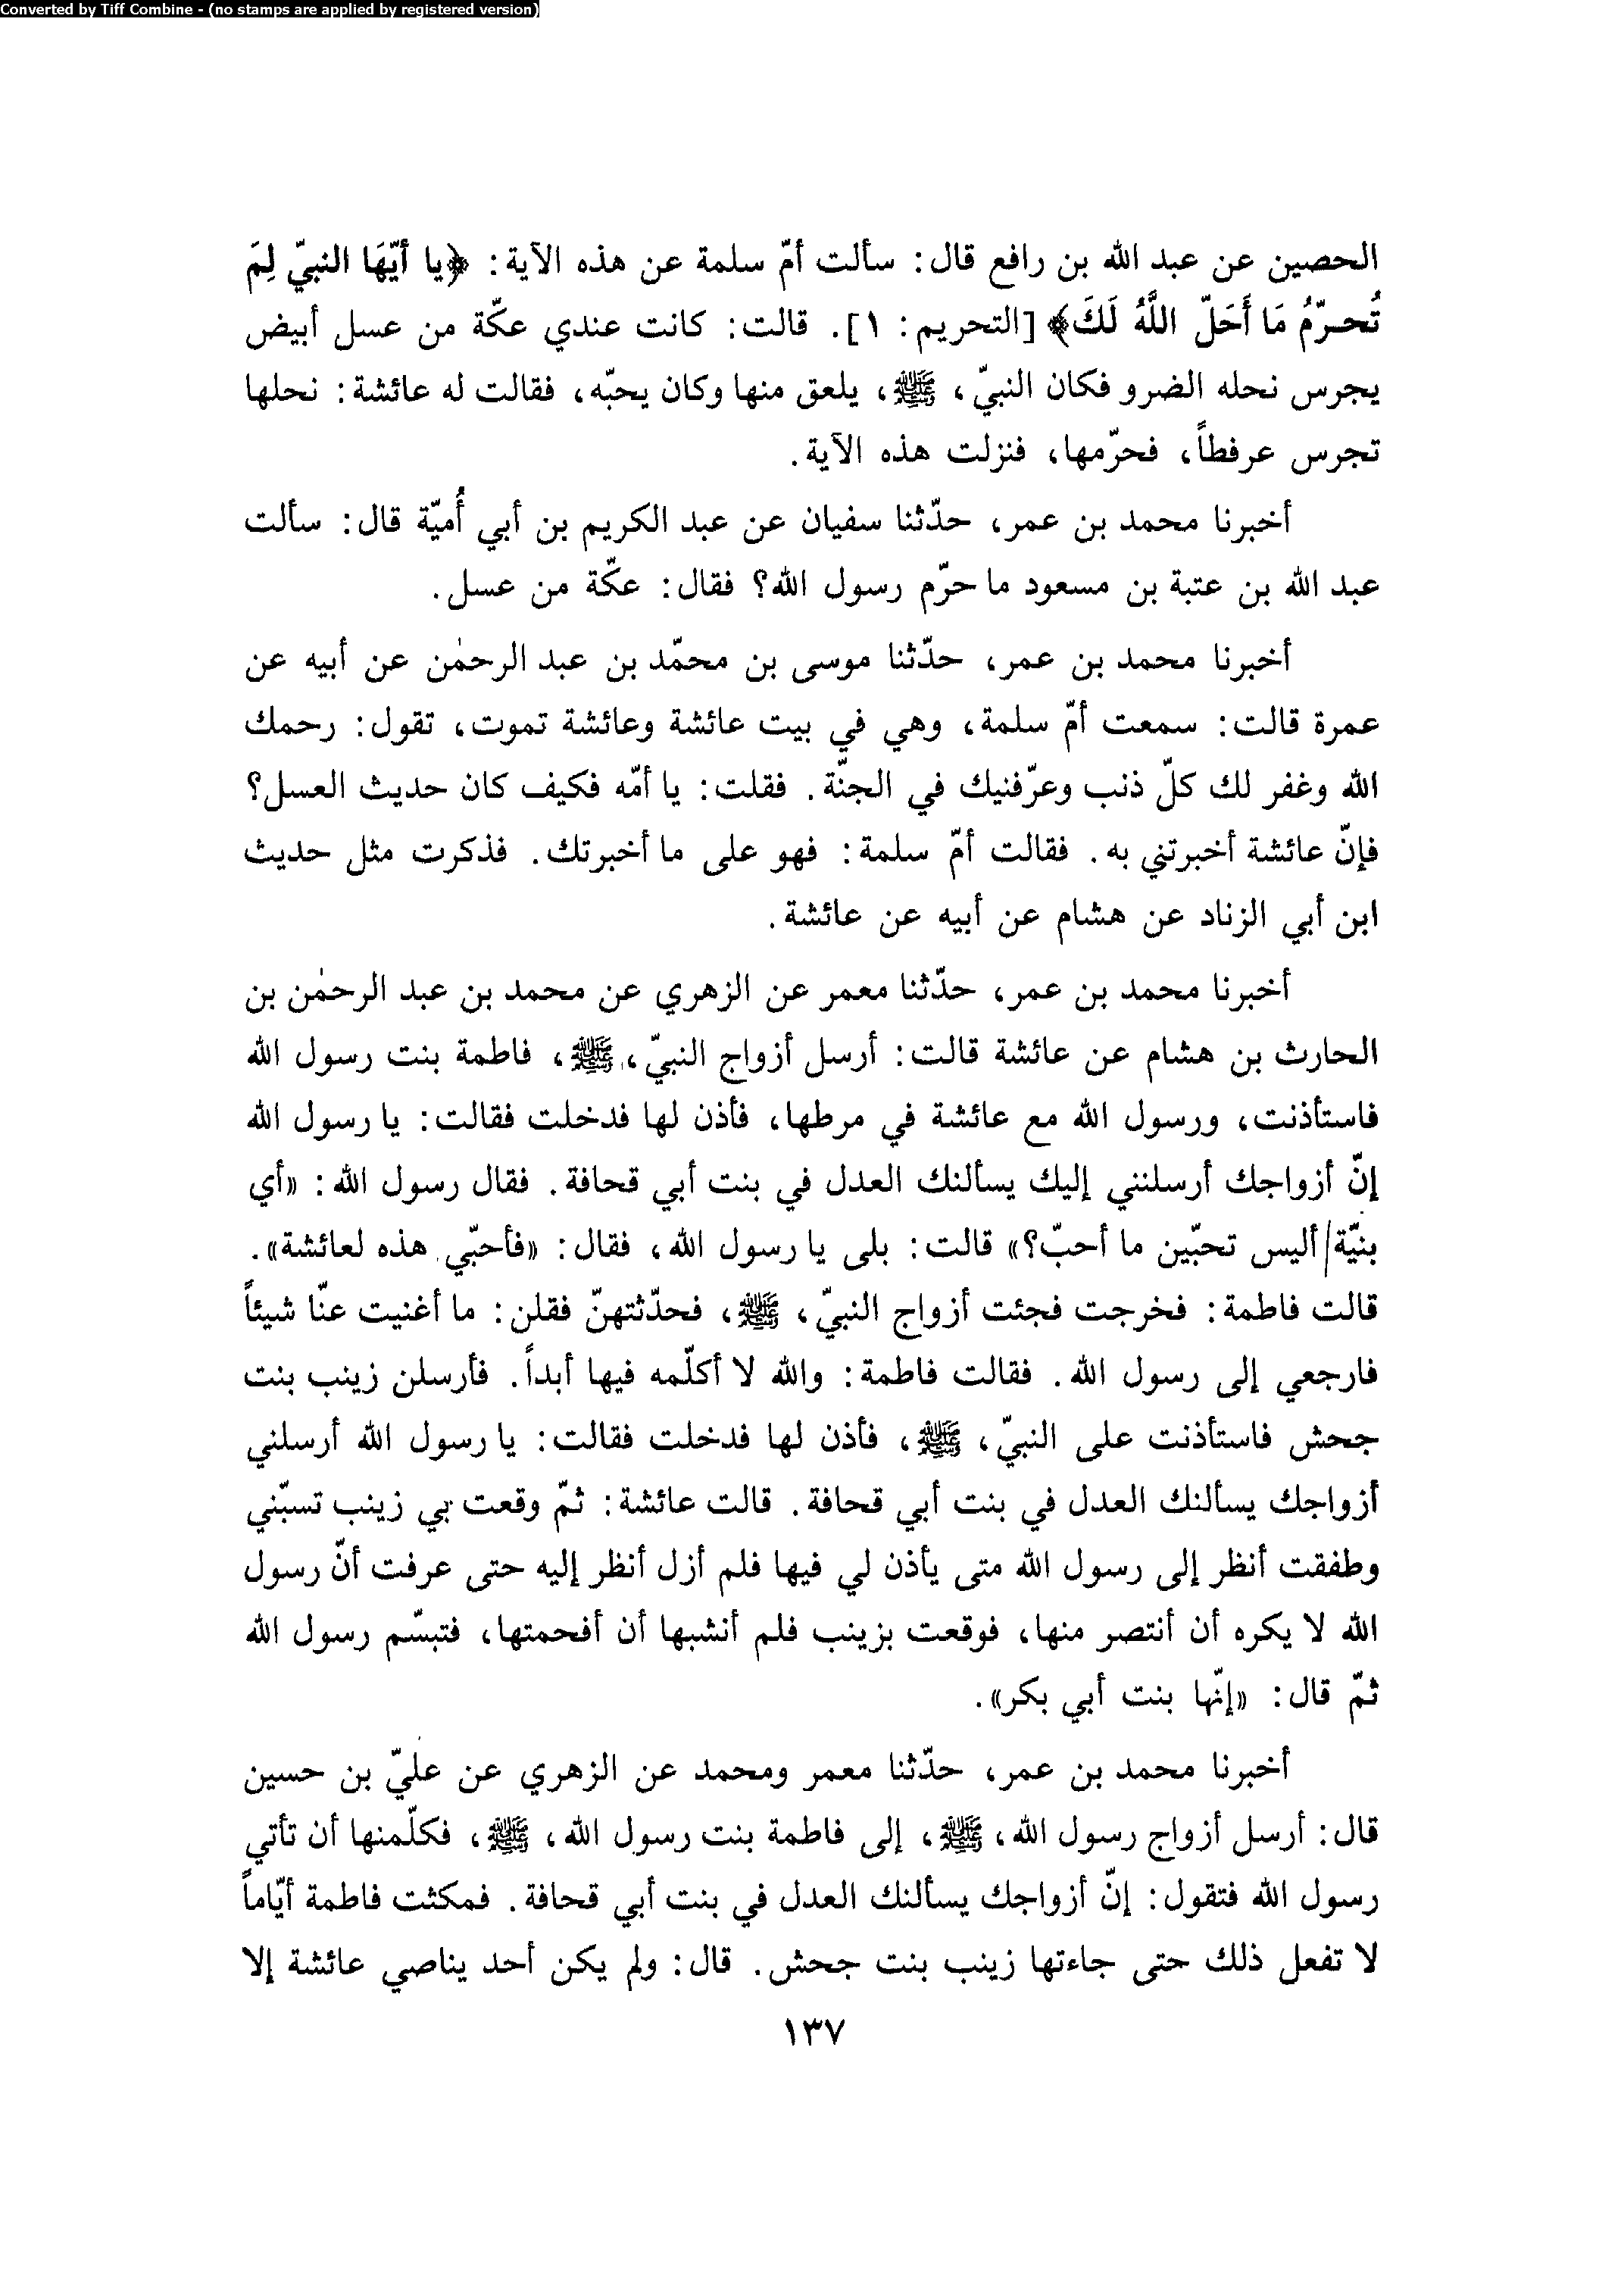 Converted by Tiff Combine - (no stamps are applied by registered version)
الحصين عن عبد الله بن رافع قال: سألت أمّ سلمة عن هذه الآية: ﴿يا أيّهَا النبيّ لِمَ
تُحرّمُ مَا أَحَلّ اللَّهُ لَكَ﴾ [التحريم: ١]. قالت: كانت عندي عكّة من عسل أبيض
يجرس نحله الضرو فكان النبيّ، ﷺ، يلعق منها وكان يحبّه، فقالت له عائشة: نحلها
تجرس عرفطاً، فحرّمها، فنزلت هذه الآية.
أخبرنا محمد بن عمر، حدّثنا سفيان عن عبد الكريم بن أبي أُميّة قال: سألت
عبد الله بن عتبة بن مسعود ما حرّم رسول الله؟ فقال: عكّة من عسل.
أخبرنا محمد بن عمر، حدّثنا موسى بن محمّد بن عبد الرحمٰن عن أبيه عن
عمرة قالت: سمعت أمّ سلمة، وهي في بيت عائشة وعائشة تموت، تقول: رحمك
الله وغفر لك كلّ ذنب وعرّفنيك في الجنّة. فقلت: يا أمّه فكيف كان حديث العسل؟
فإنّ عائشة أخبرتني به. فقالت أمّ سلمة: فهو على ما أخبرتك. فذكرت مثل حديث
ابن أبي الزناد عن هشام عن أبيه عن عائشة.
أخبرنا محمد بن عمر، حدّثنا معمر عن الزهري عن محمد بن عبد الرحمٰن بن
الحارث بن هشام عن عائشة قالت: أرسل أزواج النبيّ، ﷺ، فاطمة بنت رسول الله
فاستأذنت، ورسول الله مع عائشة في مرطها، فأذن لها فدخلت فقالت: يا رسول الله
إنّ أزواجك أرسلنني إليك يسألنك العدل في بنت أبي قحافة. فقال رسول الله: «أي
بنيّة/ أليس تحبّين ما أحبّ؟» قالت: بلى يا رسول الله، فقال: «فأحبّي هذه لعائشة».
قالت فاطمة: فخرجت فجئت أزواج النبيّ، ﷺ، فحدّثتهنّ فقلن: ما أغنيت عنّا شيئاً
فارجعي إلى رسول الله. فقالت فاطمة: والله لا أكلّمه فيها أبداً. فأرسلن زينب بنت
جحش فاستأذنت على النبيّ، ﷺ، فأذن لها فدخلت فقالت: يا رسول الله أرسلني
أزواجك يسألنك العدل في بنت أبي قحافة. قالت عائشة: ثمّ وقعت بي زينب تسبّني
وطفقت أنظر إلى رسول الله متى يأذن لي فيها فلم أزل أنظر إليه حتى عرفت أنّ رسول
الله لا يكره أن أنتصر منها، فوقعت بزينب فلم أنشبها أن أفحمتها، فتبسّم رسول الله
ثمّ قال: «إنّها بنت أبي بكر».
أخبرنا محمد بن عمر، حدّثنا معمر ومحمد عن الزهري عن عليّ بن حسين
قال: أرسل أزواج رسول الله، ﷺ، إلى فاطمة بنت رسول الله، ﷺ، فكلّمنها أن تأتي
رسول الله فتقول: إنّ أزواجك يسألنك العدل في بنت أبي قحافة. فمكثت فاطمة أيّاماً
لا تفعل ذلك حتى جاءتها زينب بنت جحش. قال: ولم يكن أحد يناصي عائشة إلا
١٣٧